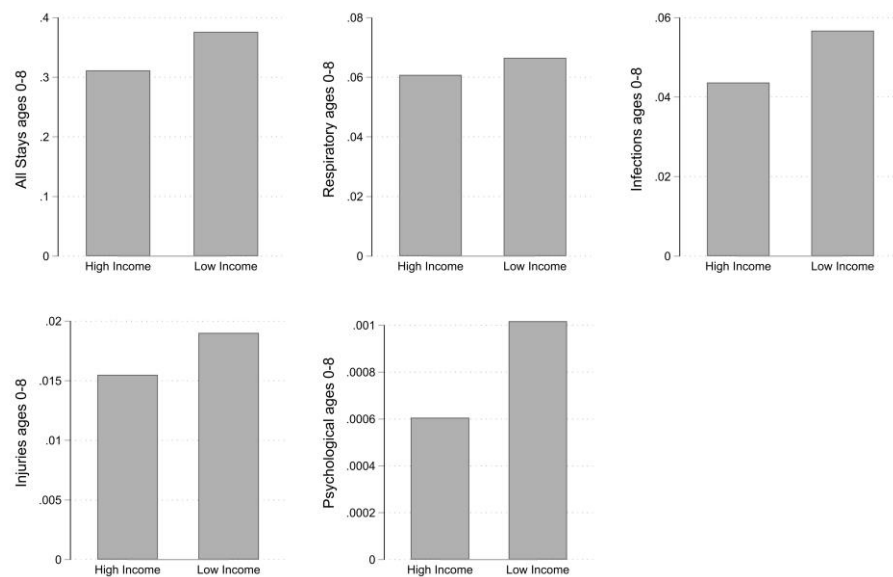 All Stays ages 0-8
.4
.3
.2
.1
0
High Income Low Income
Respiratory ages 0-8
.08
.06
.04
.02
0
High Income Low Income
Infections ages 0-8
.06
.04
.02
0
High Income Low Income
Injuries ages 0-8
.02
.015
.01
.005
0
High Income Low Income
Psychological ages 0-8
.001
.0008
.0006
.0004
.0002
0
High Income Low Income